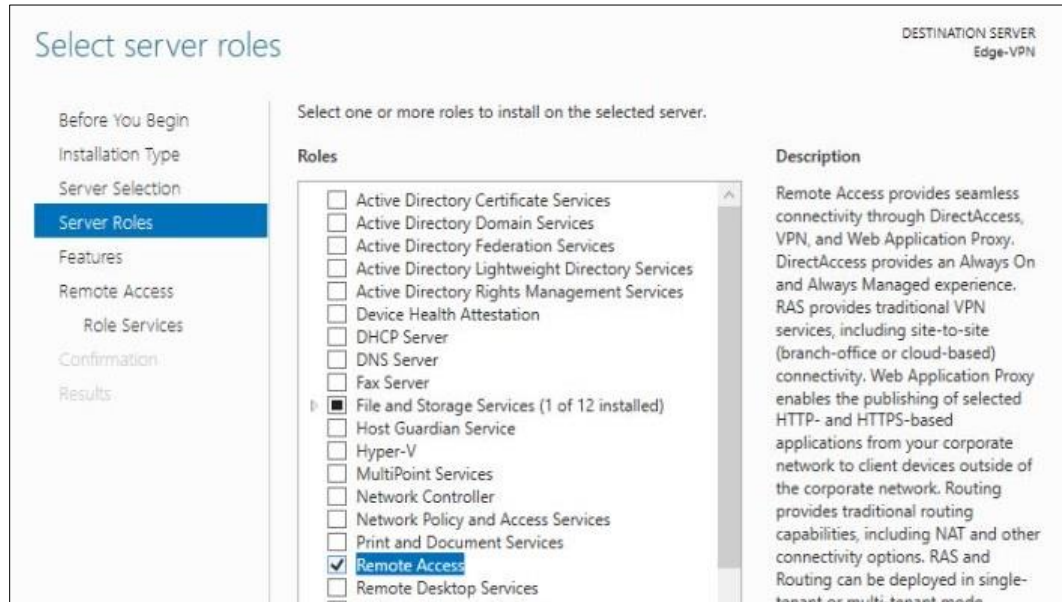 Select server roles
DESTINATION SERVER
Edge-VPN
Before You Begin
Installation Type
Server Selection
Server Roles
Features
Remote Access
Role Services
Confirmation
Results
Select one or more roles to install on the selected server.
Roles
Active Directory Certificate Services
Active Directory Domain Services
Active Directory Federation Services
Active Directory Lightweight Directory Services
Active Directory Rights Management Services
Device Health Attestation
DHCP Server
DNS Server
Fax Server
File and Storage Services (1 of 12 installed)
Host Guardian Service
Hyper-V
MultiPoint Services
Network Controller
Network Policy and Access Services
Print and Document Services
Remote Access
Remote Desktop Services
Description
Remote Access provides seamless
connectivity through DirectAccess,
VPN, and Web Application Proxy.
DirectAccess provides an Always On
and Always Managed experience.
RAS provides traditional VPN
services, including site-to-site
(branch-office or cloud-based)
connectivity. Web Application Proxy
enables the publishing of selected
HTTP- and HTTPS-based
applications from your corporate
network to client devices outside of
the corporate network. Routing
provides traditional routing
capabilities, including NAT and other
connectivity options. RAS and
Routing can be deployed in single-
tenant or multi-tenant mode.